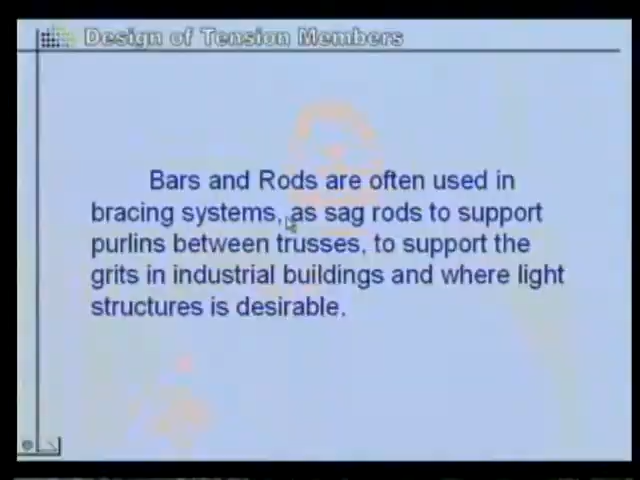 Design of Tension Members
Bars and Rods are often used in
bracing systems, as sag rods to support
purlins between trusses, to support the
grits in industrial buildings and where light
structures is desirable.